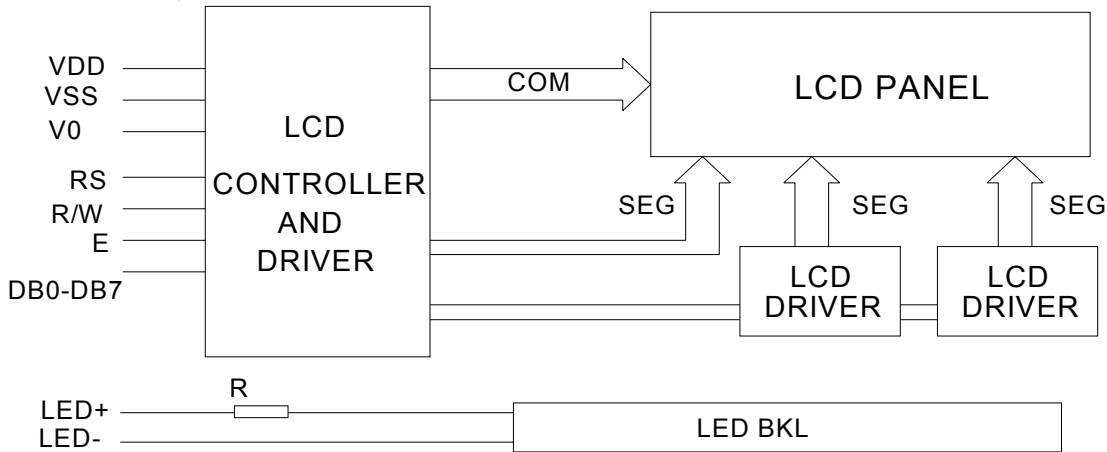 VDD
VSS
V0
RS
R/W
E
DB0-DB7
LCD
CONTROLLER
AND
DRIVER
COM
LCD PANEL
SEG
SEG
SEG
LCD
DRIVER
LCD
DRIVER
R
LED+
LED-
LED BKL